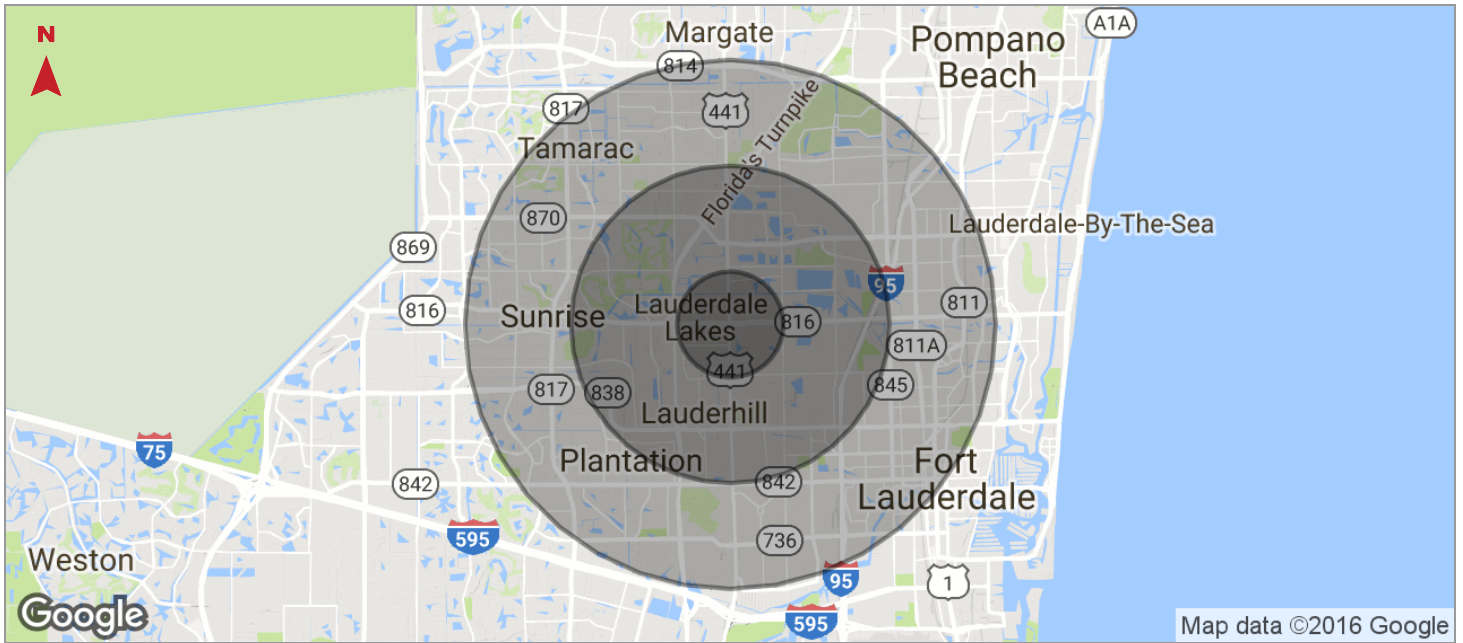 N
Margate
Pompano
Beach
A1A
814
817
441
Florida's Turnpike
Tamarac
870
869
Lauderdale-By-The-Sea
95
816
Sunrise
Lauderdale
Lakes
816
811
811A
441
817
838
845
Lauderhill
75
Plantation
Fort
Lauderdale
842
842
595
736
Weston
95
1
Google
595
Map data ©2016 Google